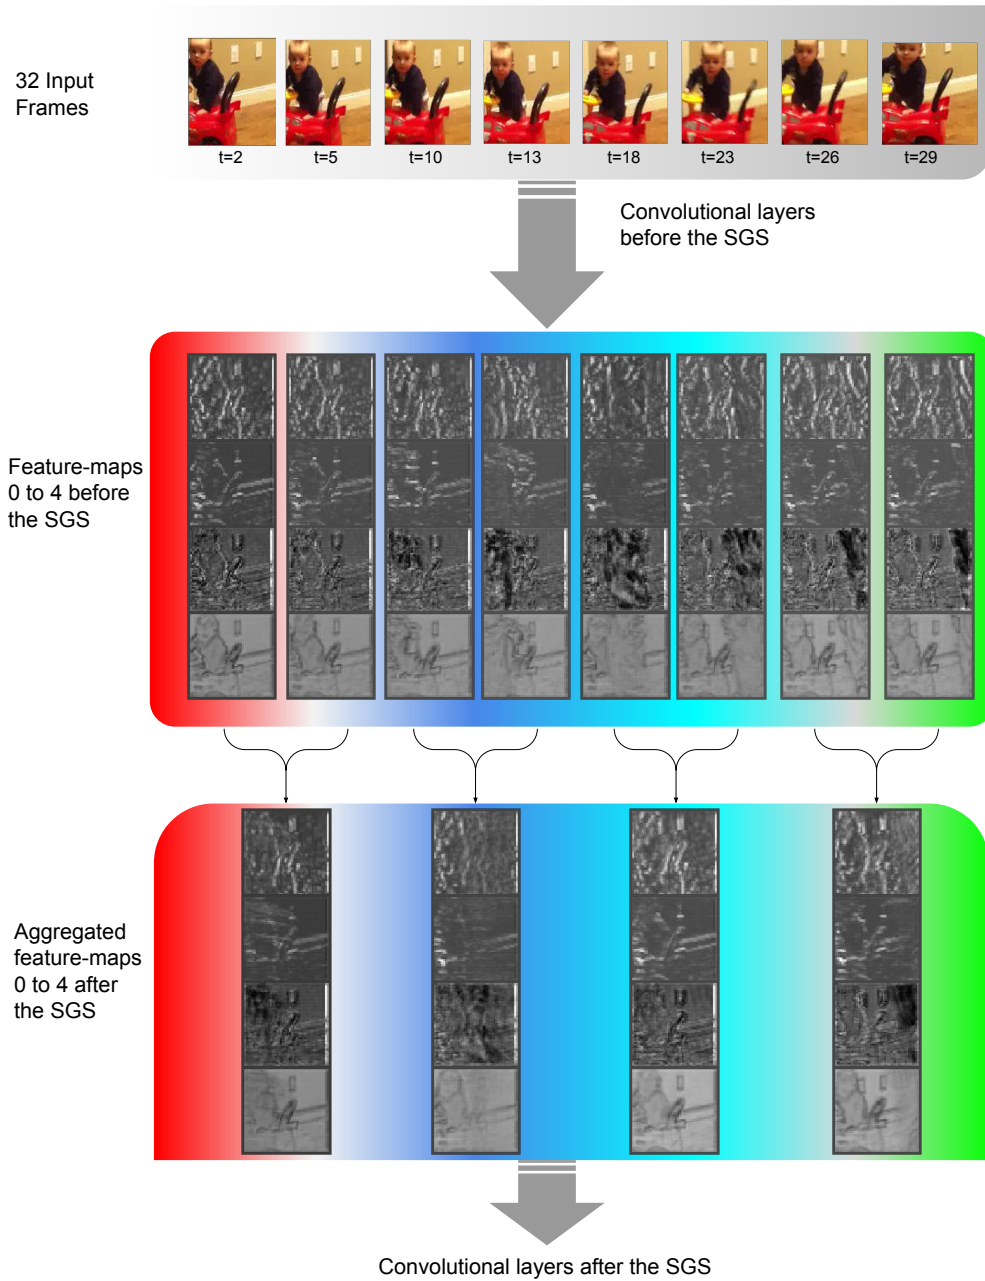 32 Input
Frames
t=2 t=5 t=10 t=13 t=18 t=23 t=26 t=29
Convolutional layers
before the SGS
Feature-maps
0 to 4 before
the SGS
Aggregated
feature-maps
0 to 4 after
the SGS
Convolutional layers after the SGS